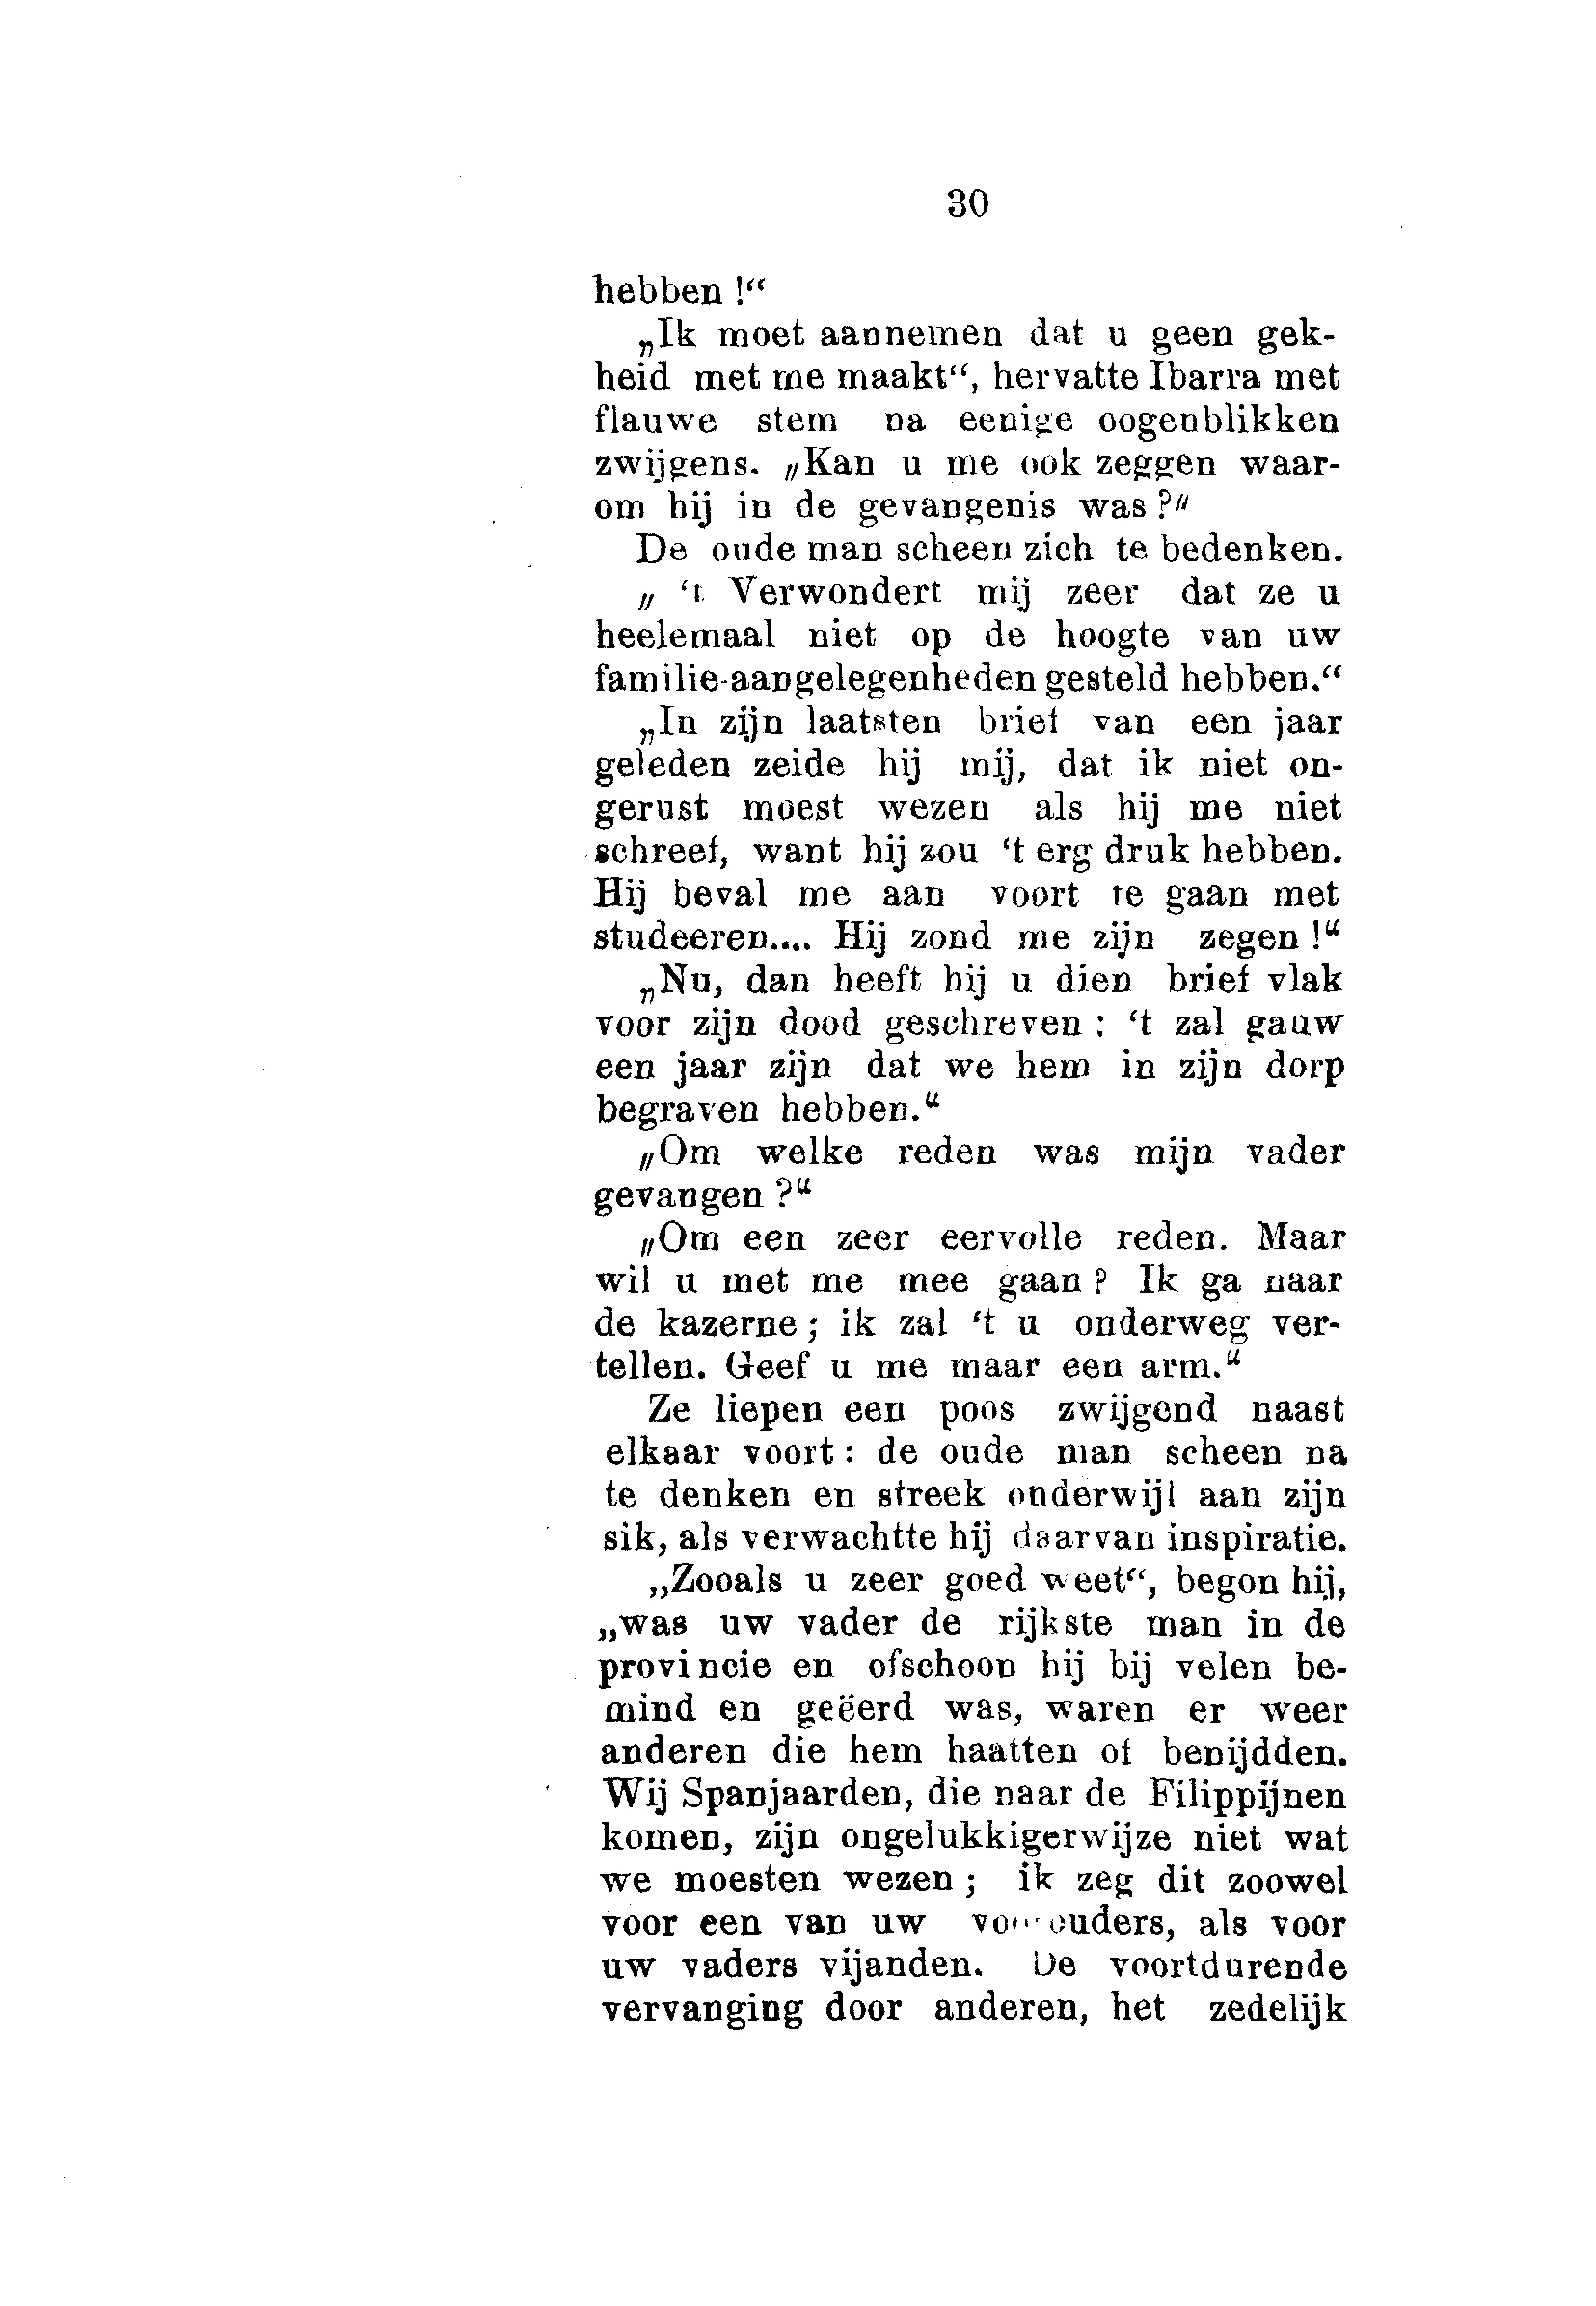 30
hebben !“
„Ik moet aannemen dat u geen gek-
heid met me maakt“, hervatte Ibarra met
flauwe stem na eenige oogenblikken
zwijgens. „Kan u me ook zeggen waar-
om hij in de gevangenis was ?“
De oude man scheen zich te bedenken.
„ ‘t Verwondert mij zeer dat ze u
heelemaal niet op de hoogte van uw
familie-aangelegenheden gesteld hebben.“
„In zijn laatsten brief van een jaar
geleden zeide hij mij, dat ik niet on-
gerust moest wezen als hij me niet
schreef, want hij zou ‘t erg druk hebben.
Hij beval me aan voort te gaan met
studeeren.... Hij zond me zijn zegen !“
„Nu, dan heeft hij u dien brief vlak
voor zijn dood geschreven : ‘t zal gauw
een jaar zijn dat we hem in zijn dorp
begraven hebben.“
„Om welke reden was mijn vader
gevangen ?“
„Om een zeer eervolle reden. Maar
wil u met me mee gaan ? Ik ga naar
de kazerne ; ik zal ‘t u onderweg ver-
tellen. Geef u me maar een arm.“
Ze liepen een poos zwijgend naast
elkaar voort : de oude man scheen na
te denken en streek onderwijl aan zijn
sik, als verwachtte hij daarvan inspiratie.
„Zooals u zeer goed weet“, begon hij,
„was uw vader de rijkste man in de
provincie en ofschoon hij bij velen be-
mind en geëerd was, waren er weer
anderen die hem haatten of benijdden.
Wij Spanjaarden, die naar de Filippijnen
komen, zijn ongelukkigerwijze niet wat
we moesten wezen ; ik zeg dit zoowel
voor een van uw voorouders, als voor
uw vaders vijanden. De voortdurende
vervanging door anderen, het zedelijk